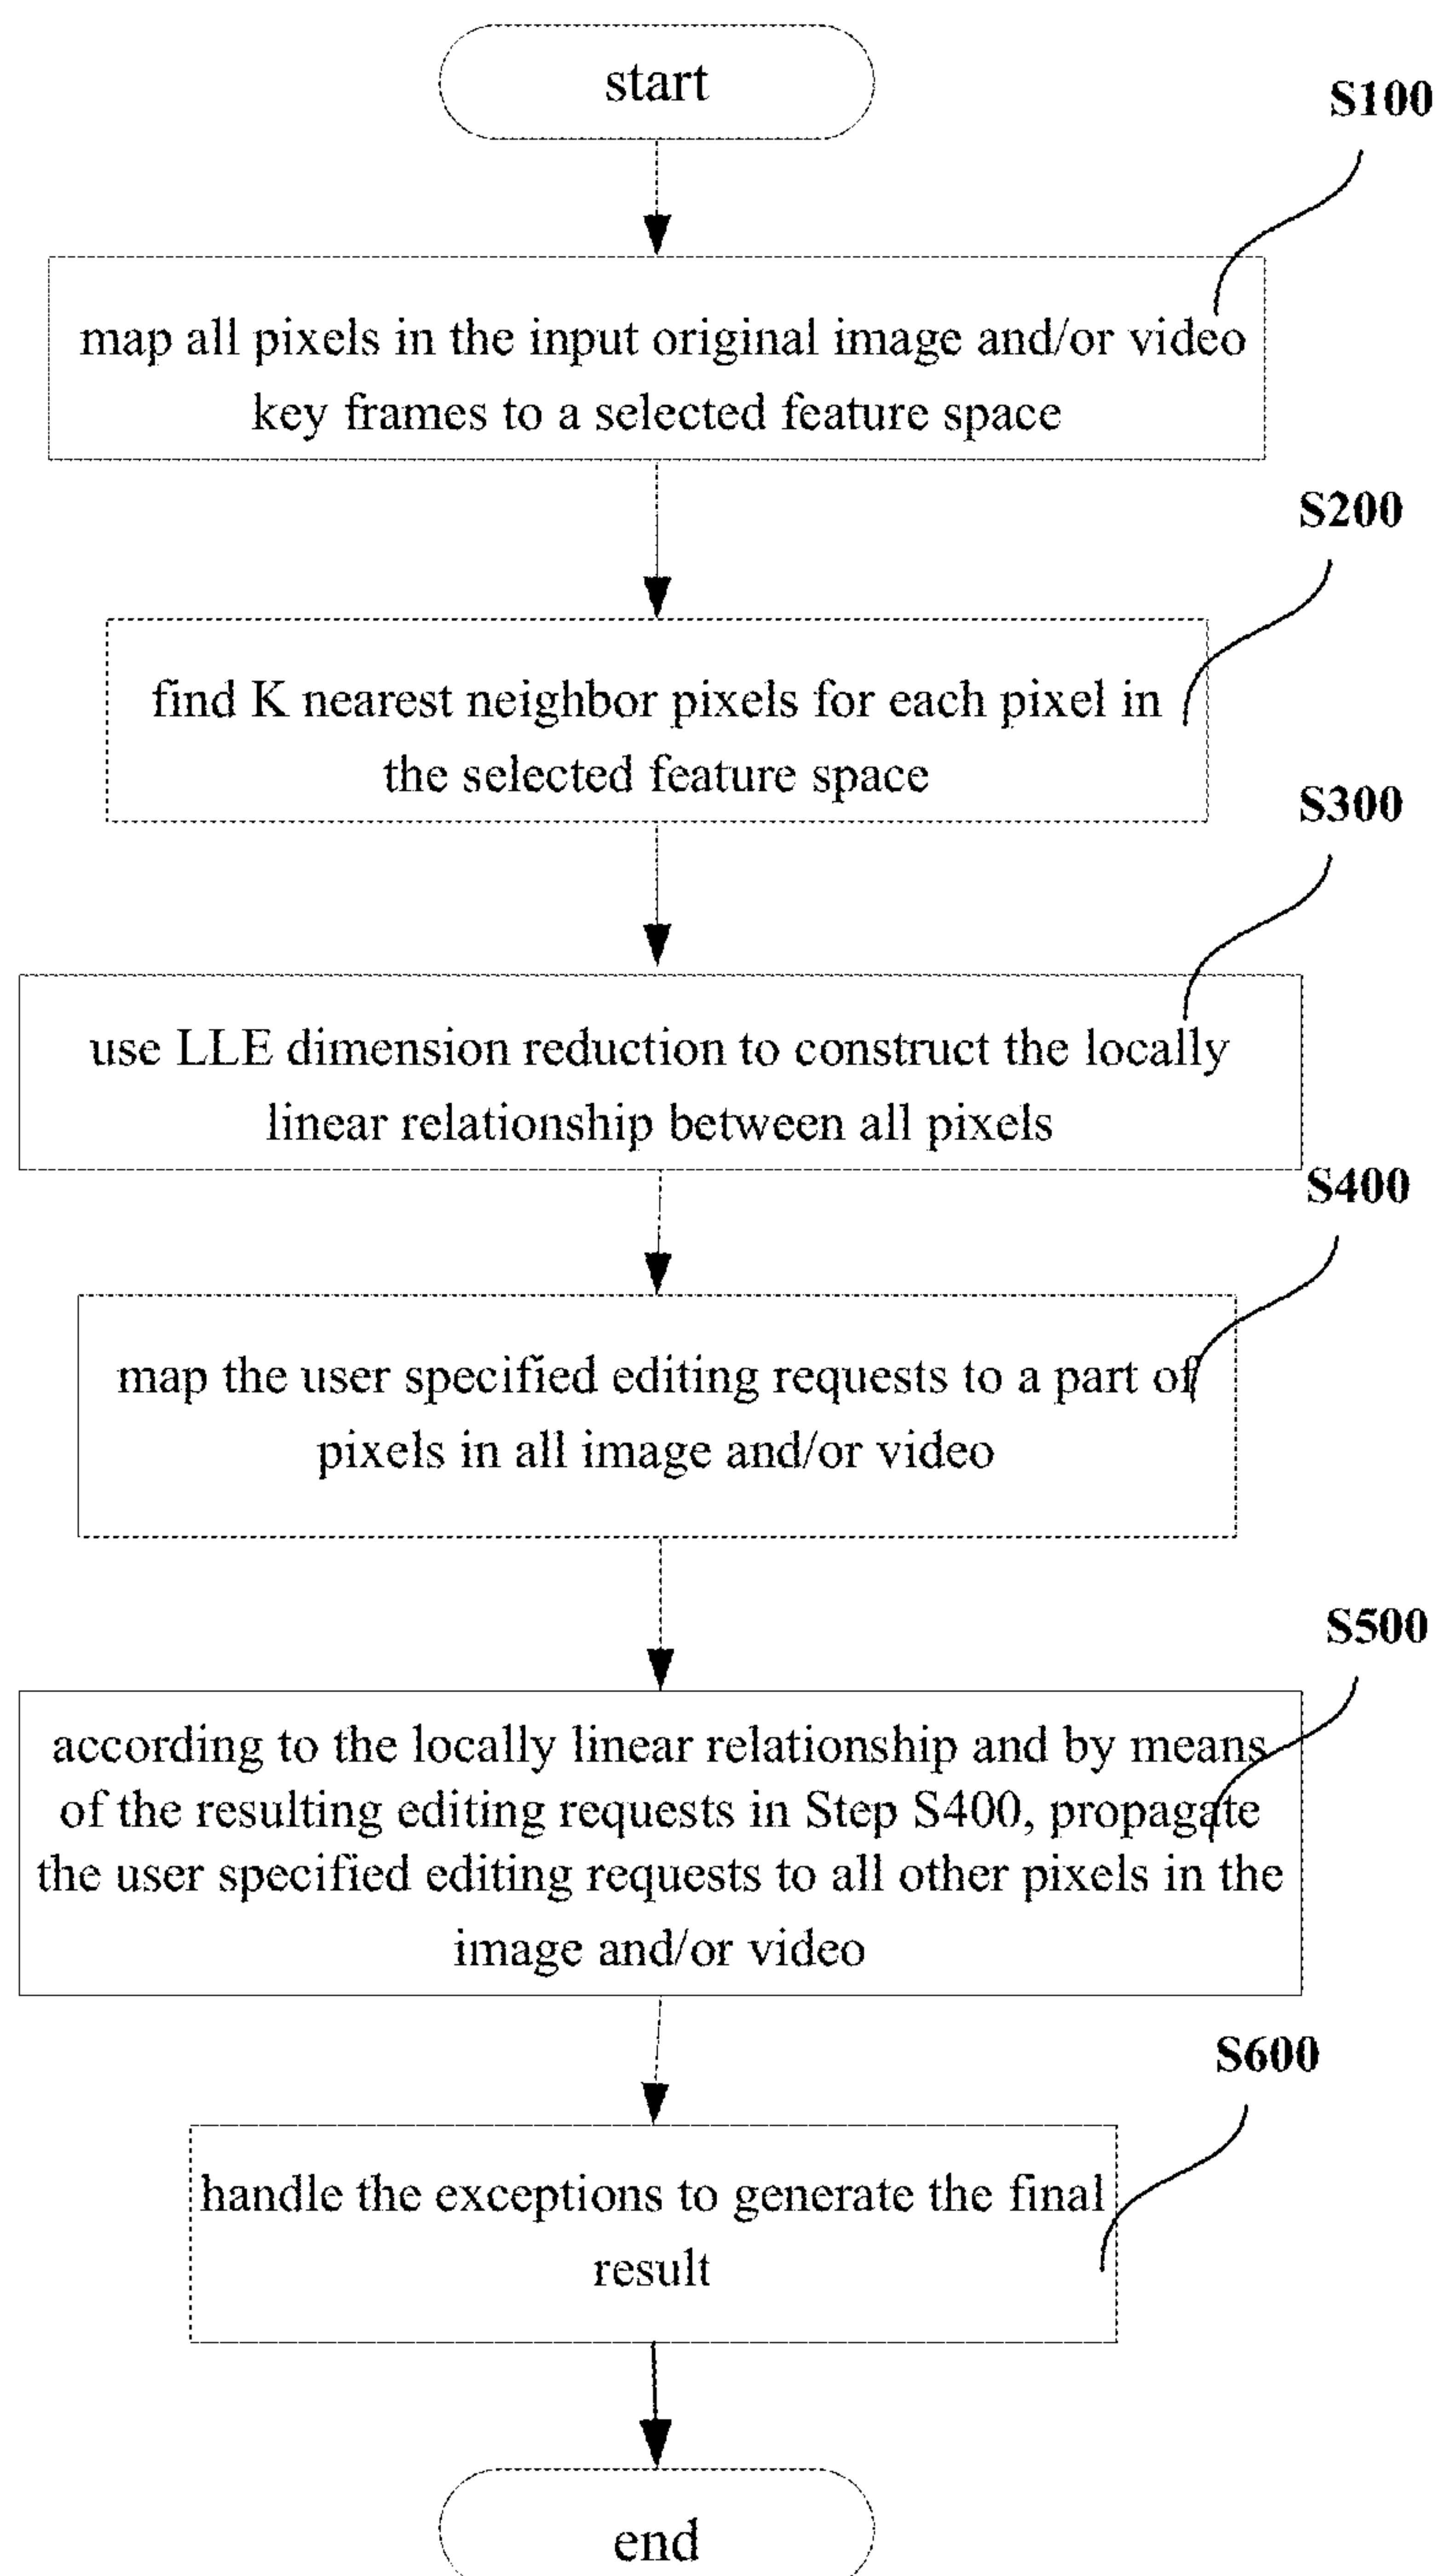 start
S100
map all pixels in the input original image and/or video
key frames to a selected feature space
S200
find K nearest neighbor pixels for each pixel in
the selected feature space
S300
use LLE dimension reduction to construct the locally
linear relationship between all pixels
S400
map the user specified editing requests to a part of
pixels in all image and/or video
S500
according to the locally linear relationship and by means
of the resulting editing requests in Step S400, propagate
the user specified editing requests to all other pixels in the
image and/or video
S600
handle the exceptions to generate the final
result
end